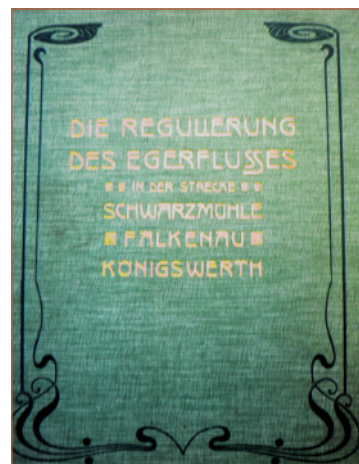 DIE REGULIERUNG
DES EGERFLUSSES
IN DER STRECKE
SCHWARZMÜHLE
FALKENAU
KÖNIGSWERTH